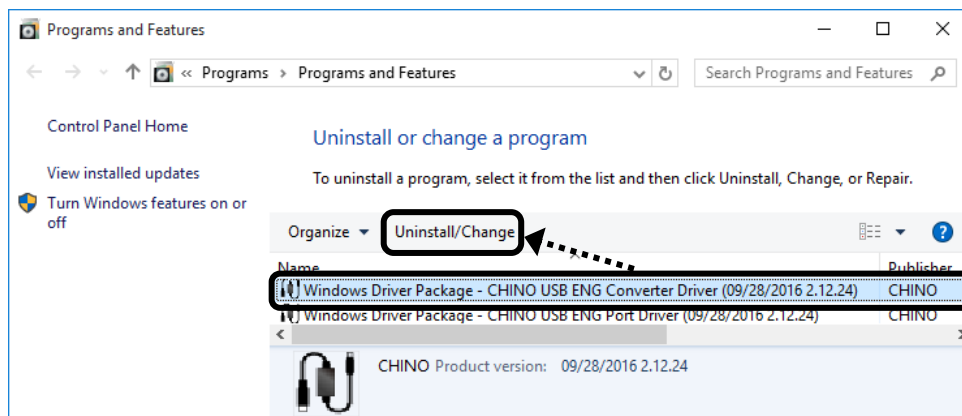 Programs and Features
« Programs > Programs and Features
Search Programs and Features
Control Panel Home
View installed updates
Turn Windows features on or
off
Uninstall or change a program
To uninstall a program, select it from the list and then click Uninstall, Change, or Repair.
Organize Uninstall/Change
Name Publisher
Windows Driver Package - CHINO USB ENG Converter Driver (09/28/2016 2.12.24) CHINO
Windows Driver Package - CHINO USB ENG Port Driver (09/28/2016 2.12.24) CHINO
CHINO Product version: 09/28/2016 2.12.24